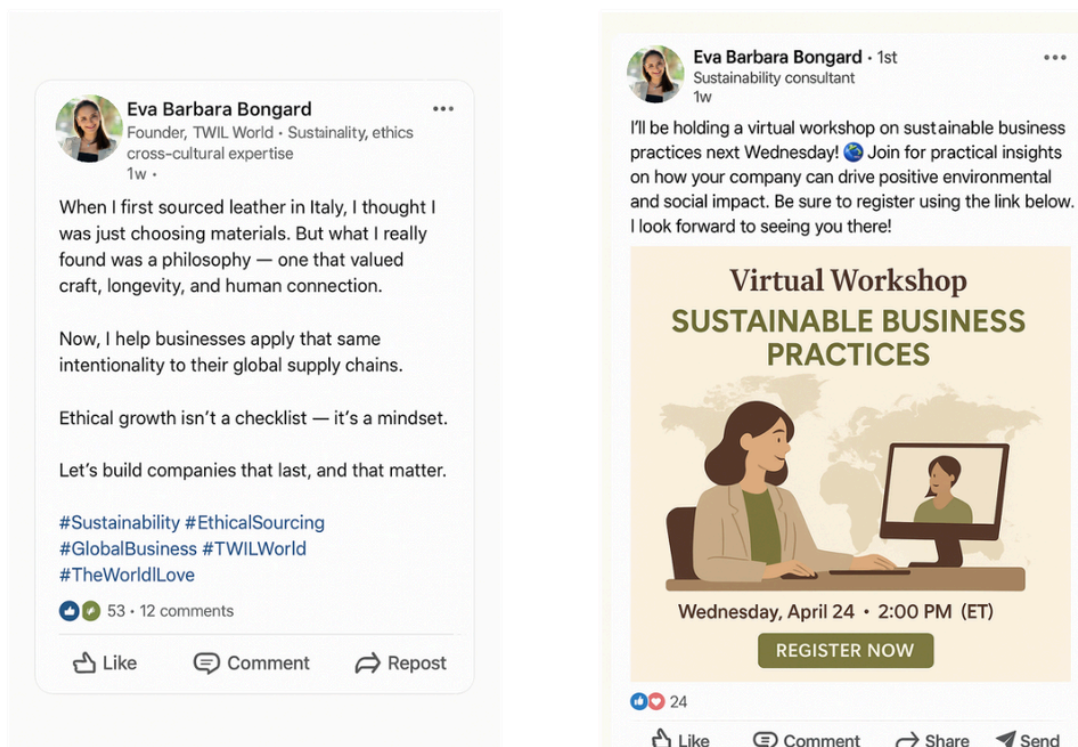 Eva Barbara Bongard
Founder, TWIL World • Sustainality, ethics
cross-cultural expertise
1w •
When I first sourced leather in Italy, I thought I
was just choosing materials. But what I really
found was a philosophy — one that valued
craft, longevity, and human connection.
Now, I help businesses apply that same
intentionality to their global supply chains.
Ethical growth isn't a checklist — it's a mindset.
Let's build companies that last, and that matter.
#Sustainability #EthicalSourcing
#GlobalBusiness #TWILWorld
#TheWorldILove
53 • 12 comments
Like Comment Repost
Eva Barbara Bongard • 1st
Sustainability consultant
1w
I'll be holding a virtual workshop on sustainable business
practices next Wednesday! 🌎 Join for practical insights
on how your company can drive positive environmental
and social impact. Be sure to register using the link below.
I look forward to seeing you there!
Virtual Workshop
SUSTAINABLE BUSINESS
PRACTICES
Wednesday, April 24 • 2:00 PM (ET)
REGISTER NOW
24
Like Comment Share Send